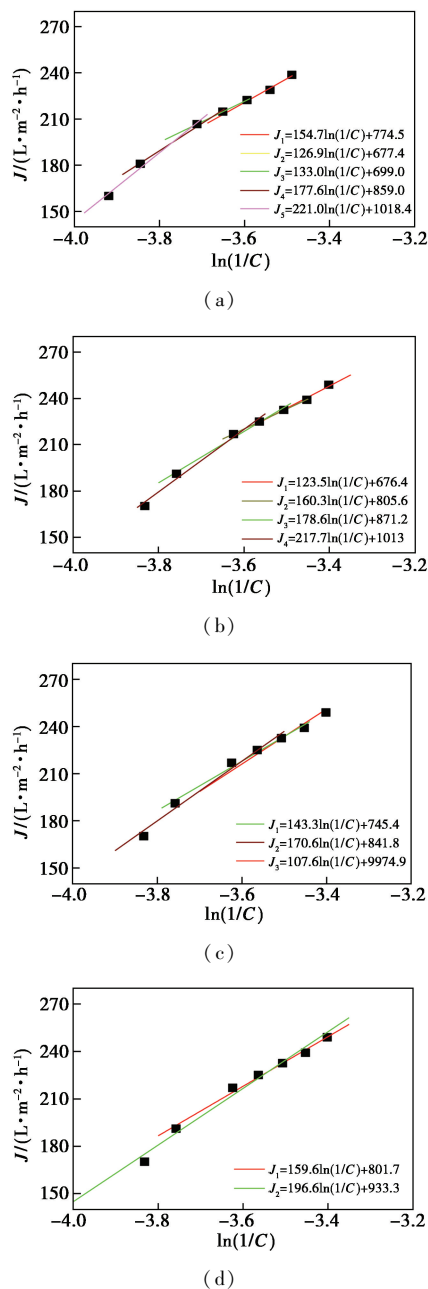 270
240
210
180
150
J/(L•m⁻²•h⁻¹)
J₁=154.7ln(1/C)+774.5
J₂=126.9ln(1/C)+677.4
J₃=133.0ln(1/C)+699.0
J₄=177.6ln(1/C)+859.0
J₅=221.0ln(1/C)+1018.4
-4.0 -3.8 -3.6 -3.4 -3.2
ln(1/C)
(a)
270
240
210
180
150
J/(L•m⁻²•h⁻¹)
J₁=123.5ln(1/C)+676.4
J₂=160.3ln(1/C)+805.6
J₃=178.6ln(1/C)+871.2
J₄=217.7ln(1/C)+1013
-4.0 -3.8 -3.6 -3.4 -3.2
ln(1/C)
(b)
270
240
210
180
150
J/(L•m⁻²•h⁻¹)
J₁=143.3ln(1/C)+745.4
J₂=170.6ln(1/C)+841.8
J₃=107.6ln(1/C)+9974.9
-4.0 -3.8 -3.6 -3.4 -3.2
ln(1/C)
(c)
270
240
210
180
150
J/(L•m⁻²•h⁻¹)
J₁=159.6ln(1/C)+801.7
J₂=196.6ln(1/C)+933.3
-4.0 -3.8 -3.6 -3.4 -3.2
ln(1/C)
(d)